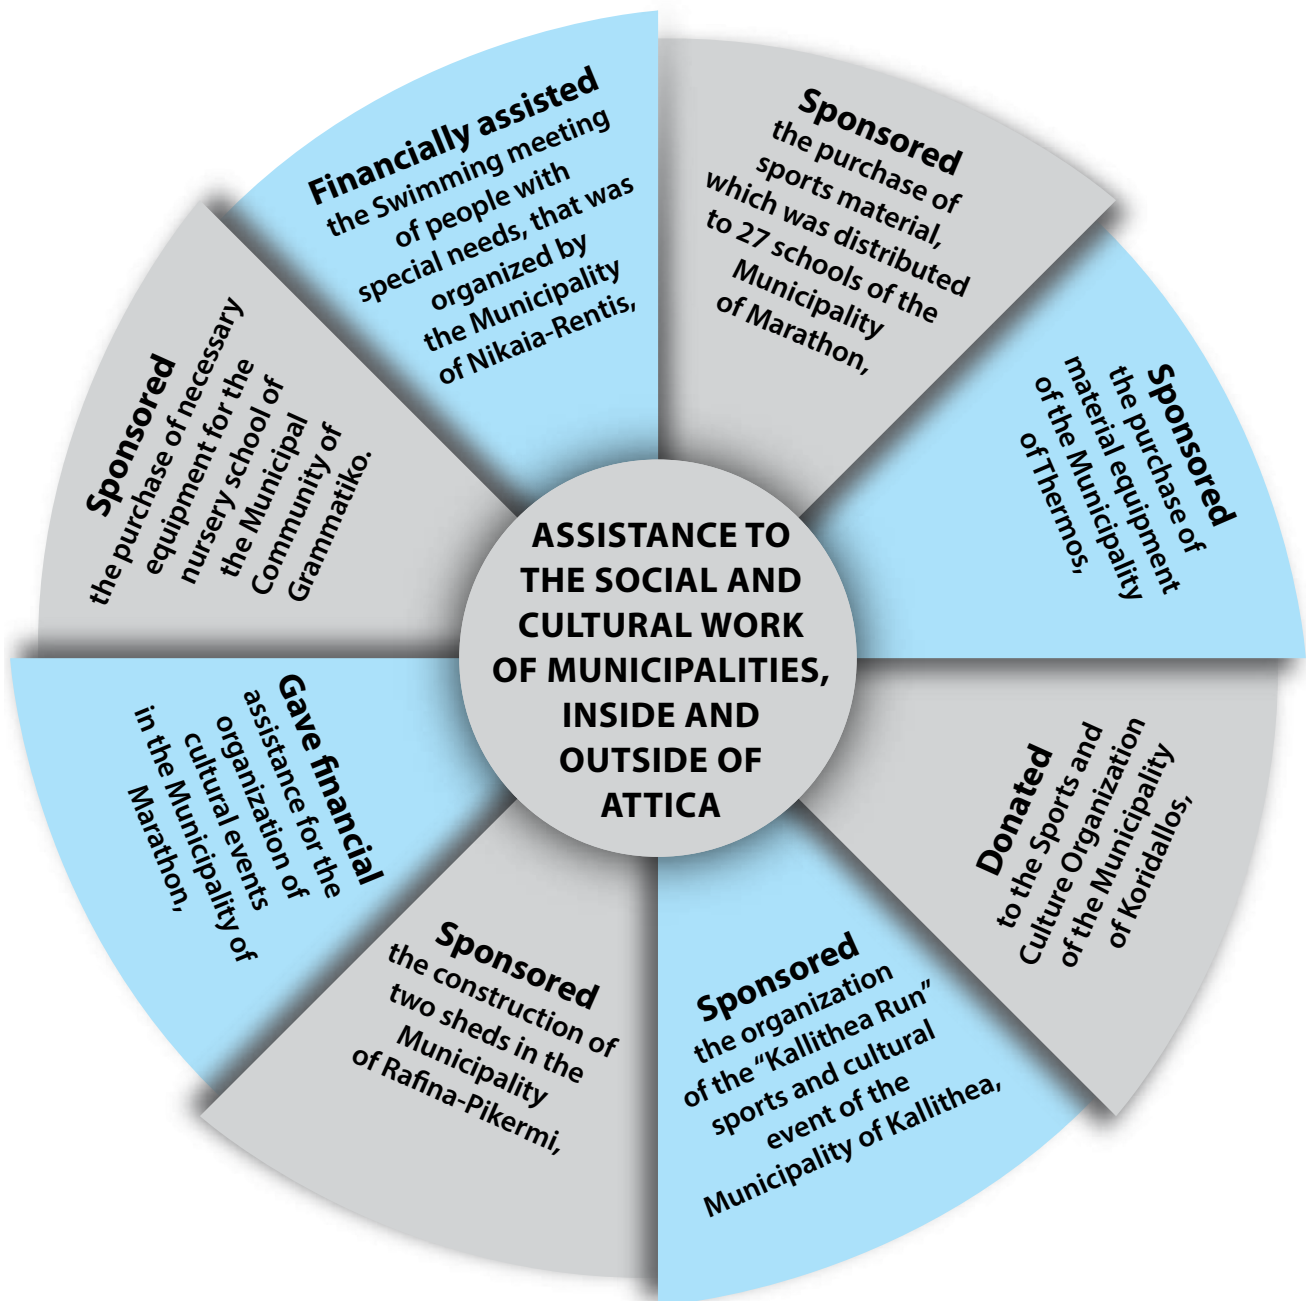 Sponsored
the purchase of
sports material,
which was distributed
to 27 schools of the
Municipality
of Marathon,
Sponsored
the purchase of
material equipment
of the Municipality
of Thermos,
Donated
to the Sports and
Culture Organization
of the Municipality
of Koridallos,
Sponsored
the organization
of the “Kallithea Run”
sports and cultural
event of the
Municipality of Kallithea,
Sponsored
the construction of
two sheds in the
Municipality
of Rafina-Pikermi,
Gave financial
assistance for the
organization of
cultural events
in the Municipality of
Marathon,
Sponsored
the purchase of necessary
equipment for the
nursery school of
the Municipal
Community of
Grammatiko.
Financially assisted
the Swimming meeting
of people with
special needs, that was
organized by
the Municipality
of Nikaia-Rentis,
ASSISTANCE TO
THE SOCIAL AND
CULTURAL WORK
OF MUNICIPALITIES,
INSIDE AND
OUTSIDE OF
ATTICA